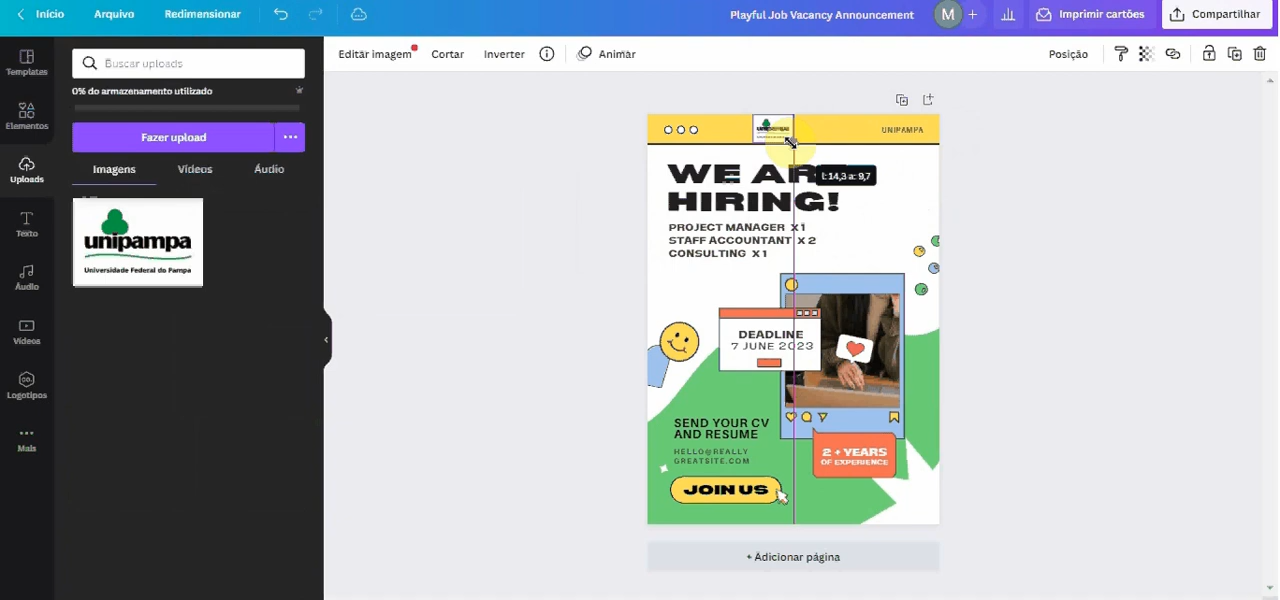 Início Arquivo Redimensionar
Playful Job Vacancy Announcement
M
Imprimir cartões
Compartilhar
Editar imagem Cortar Inverter Animar
Posição
Templates
Elementos
Uploads
Texto
Áudio
Vídeos
Logotipos
Mais
Buscar uploads
0% do armazenamento utilizado
Fazer upload
Imagens Vídeos Áudio
unipampa
Universidade Federal do Pampa
UNIPAMPA
WE ARE
l: 14,3 a: 9,7
HIRING!
PROJECT MANAGER X 1
STAFF ACCOUNTANT X 2
CONSULTING X 1
DEADLINE
7 JUNE 2023
SEND YOUR CV
AND RESUME
HELLO@REALLY
GREATSITE.COM
2 + YEARS
OF EXPERIENCE
JOIN US
+ Adicionar página